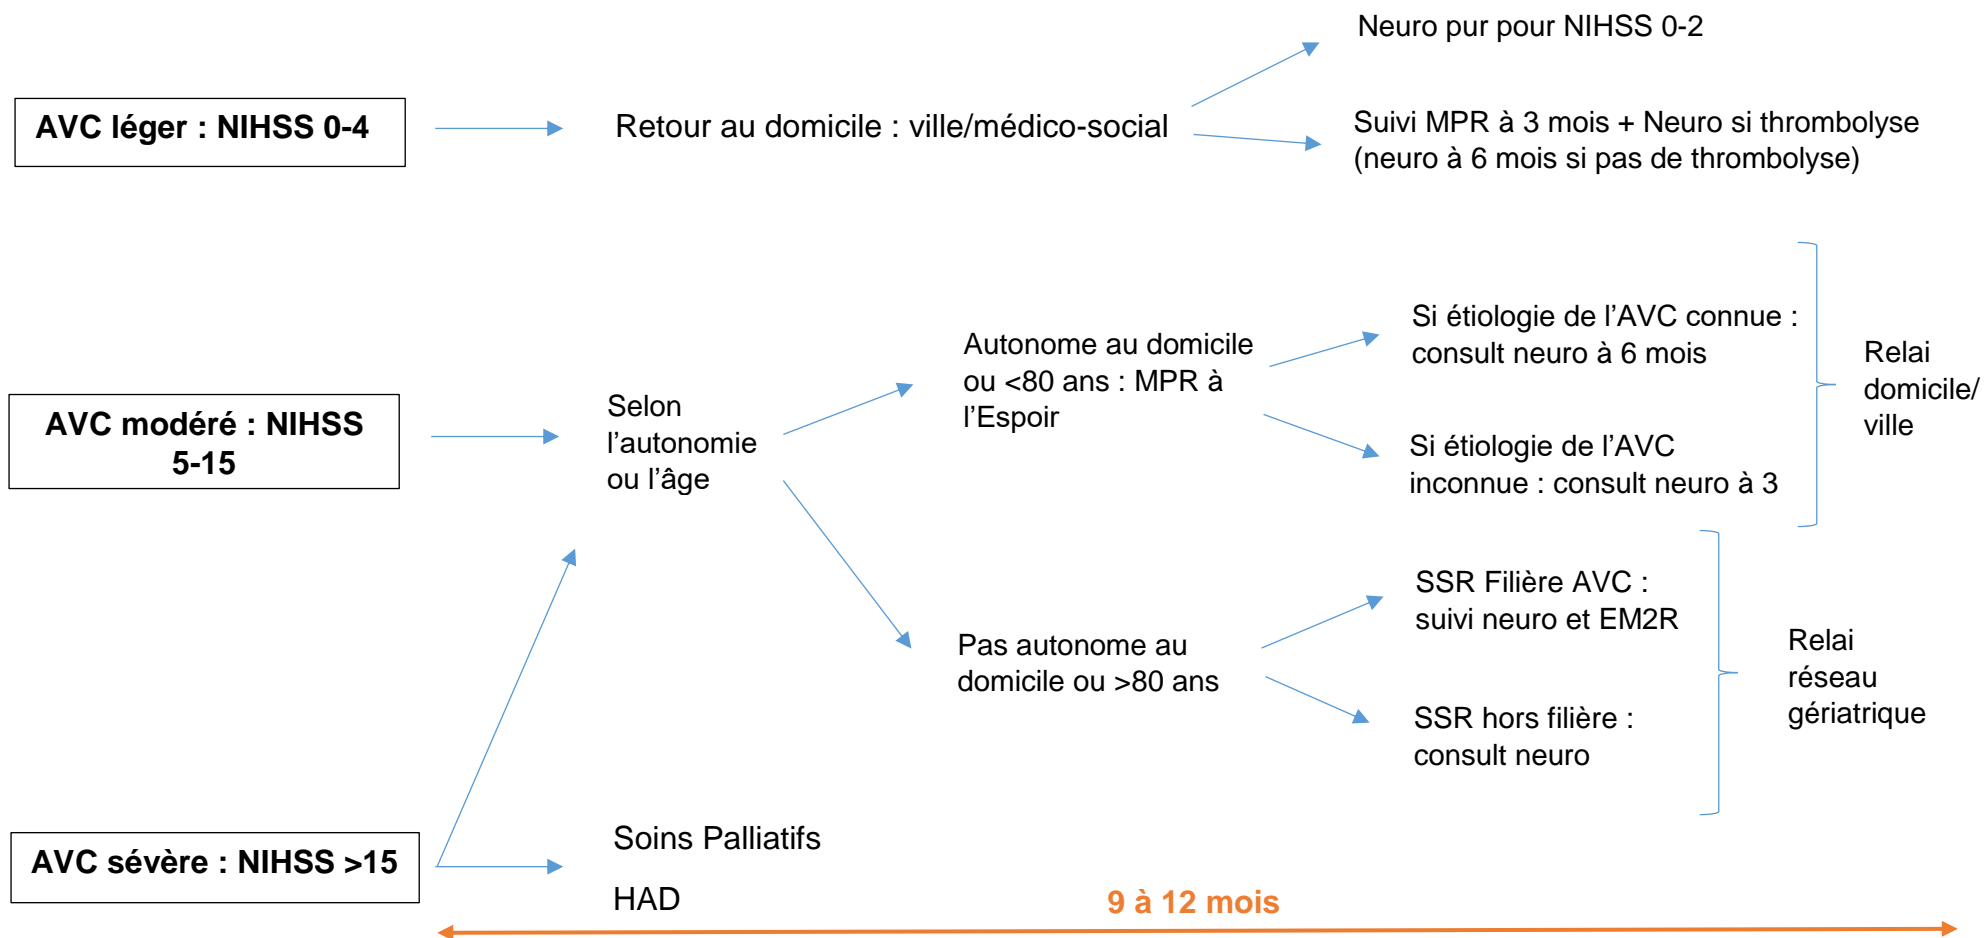 Neuro pur pour NIHSS 0-2
AVC léger : NIHSS 0-4
Retour au domicile : ville/médico-social
Suivi MPR à 3 mois + Neuro si thrombolyse
(neuro à 6 mois si pas de thrombolyse)
AVC modéré : NIHSS
5-15
Selon
l’autonomie
ou l’âge
Autonome au domicile
ou <80 ans : MPR à
l’Espoir
Si étiologie de l’AVC connue :
consult neuro à 6 mois
Si étiologie de l’AVC
inconnue : consult neuro à 3
Relai
domicile/
ville
Pas autonome au
domicile ou >80 ans
SSR Filière AVC :
suivi neuro et EM2R
SSR hors filière :
consult neuro
Relai
réseau
gériatrique
AVC sévère : NIHSS >15
Soins Palliatifs
HAD
9 à 12 mois